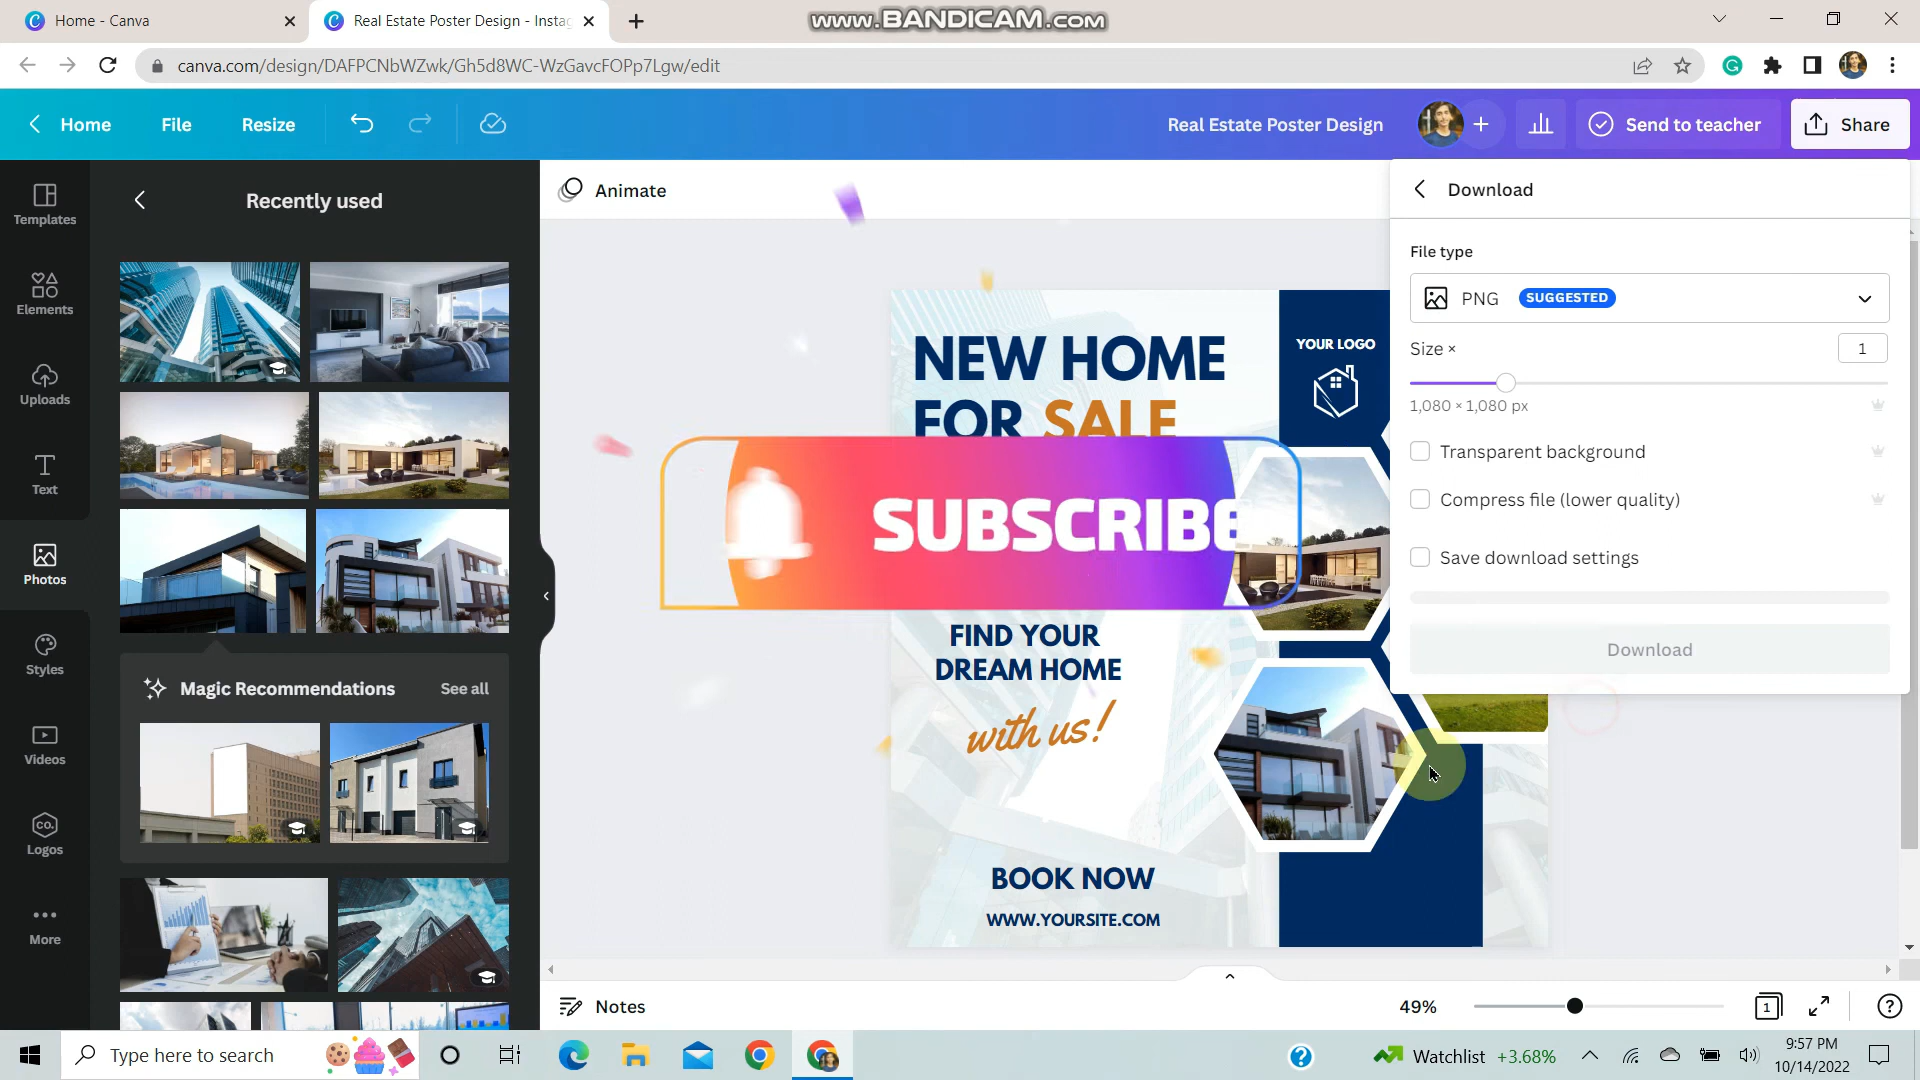 Home - Canva
Real Estate Poster Design - Instag
www.BANDICAM.com
canva.com/design/DAFPCNbWZwk/Gh5d8WC-WzGavcFOPp7Lgw/edit
Home
File
Resize
Real Estate Poster Design
Send to teacher
Share
Templates
Elements
Uploads
Text
Photos
Styles
Videos
CO.
Logos
More
Recently used
Magic Recommendations
See all
Animate
NEW HOME
FOR SALE
YOUR LOGO
SUBSCRIBE
FIND YOUR
DREAM HOME
with us!
BOOK NOW
WWW.YOURSITE.COM
Download
File type
PNG SUGGESTED
Size ×
1
1,080 × 1,080 px
Transparent background
Compress file (lower quality)
Save download settings
Download
Notes
49%
1
Type here to search
Watchlist +3.68%
9:57 PM
10/14/2022